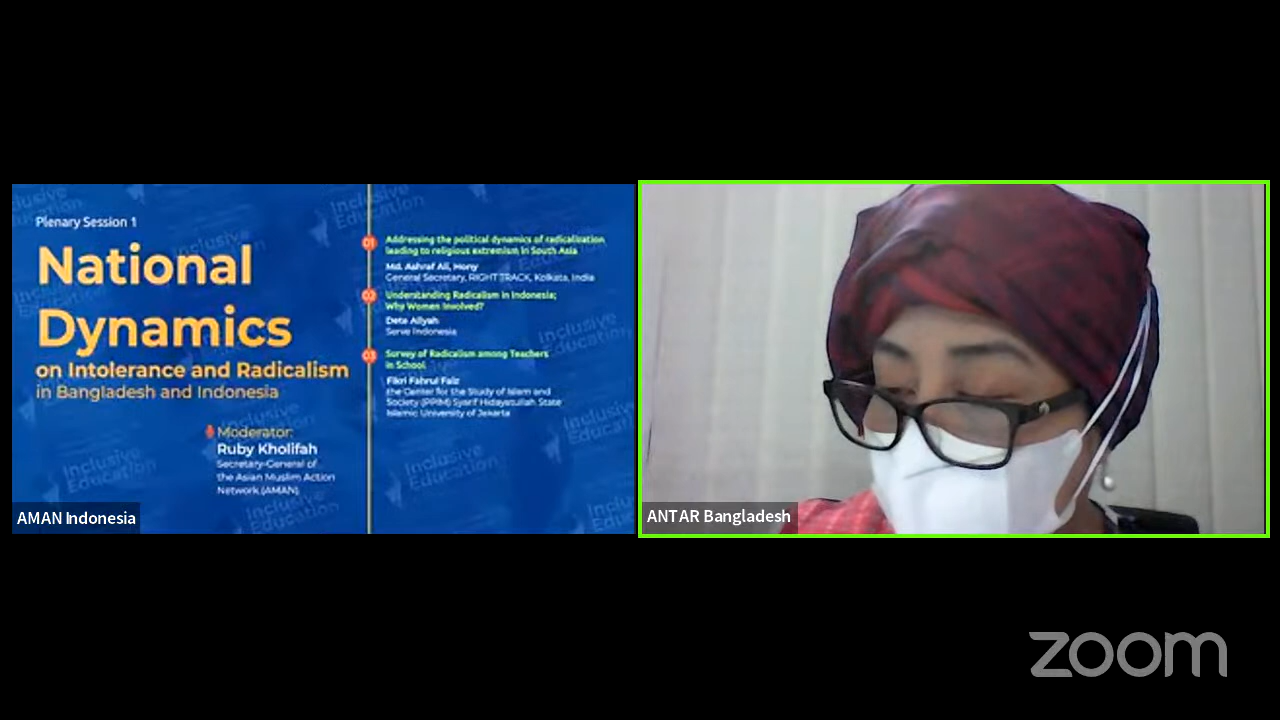 Plenary Session 1
National
Dynamics
on Intolerance and Radicalism
in Bangladesh and Indonesia
Moderator:
Ruby Kholifah
Secretary-General of
the Asian Muslim Action
Network (AMAN)
01
Addressing the political dynamics of radicalization
leading to religious extremism in South Asia
Md. Ashraf Ali, Hony
General Secretary, RIGHT TRACK, Kolkata, India
02
Understanding Radicalism in Indonesia;
Why Women Involved?
Dete Aliyah
Serve Indonesia
03
Survey of Radicalism among Teachers
in School
Fikri Fahrul Faiz
the Center for the Study of Islam and
Society (PPIM) Syarif Hidayatullah State
Islamic University of Jakarta
Inclusive
Education
AMAN Indonesia
ANTAR Bangladesh
zoom